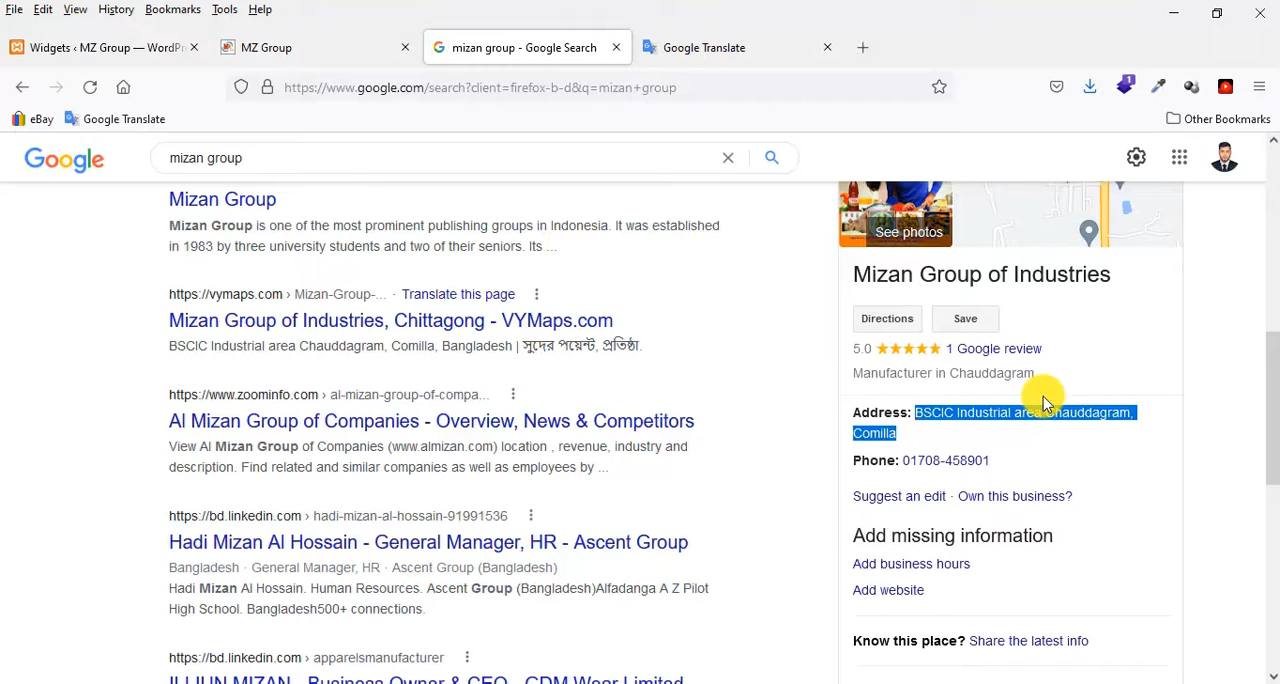 File Edit View History Bookmarks Tools Help
Widgets ‹ MZ Group — WordPr
MZ Group
mizan group - Google Search
Google Translate
https://www.google.com/search?client=firefox-b-d&q=mizan+group
1
eBay
Google Translate
Other Bookmarks
Google
mizan group
Mizan Group
Mizan Group is one of the most prominent publishing groups in Indonesia. It was established
in 1983 by three university students and two of their seniors. Its ...
https://vymaps.com › Mizan-Group-... · Translate this page
Mizan Group of Industries, Chittagong - VYMaps.com
BSCIC Industrial area Chauddagram, Comilla, Bangladesh | সুদের পয়েন্ট, প্রতিষ্ঠা.
https://www.zoominfo.com › al-mizan-group-of-compa...
Al Mizan Group of Companies - Overview, News & Competitors
View Al Mizan Group of Companies (www.almizan.com) location , revenue, industry and
description. Find related and similar companies as well as employees by ...
https://bd.linkedin.com › hadi-mizan-al-hossain-91991536
Hadi Mizan Al Hossain - General Manager, HR - Ascent Group
Bangladesh · General Manager, HR · Ascent Group (Bangladesh)
Hadi Mizan Al Hossain. Human Resources. Ascent Group (Bangladesh)Alfadanga A Z Pilot
High School. Bangladesh500+ connections.
https://bd.linkedin.com › apparelsmanufacturer
MIZAN - Business Owner & CEO - GDM Wear Limited
See photos
Mizan Group of Industries
Directions
Save
5.0 ★★★★★ 1 Google review
Manufacturer in Chauddagram
Address: BSCIC Industrial area Chauddagram,
Comilla
Phone: 01708-458901
Suggest an edit · Own this business?
Add missing information
Add business hours
Add website
Know this place? Share the latest info